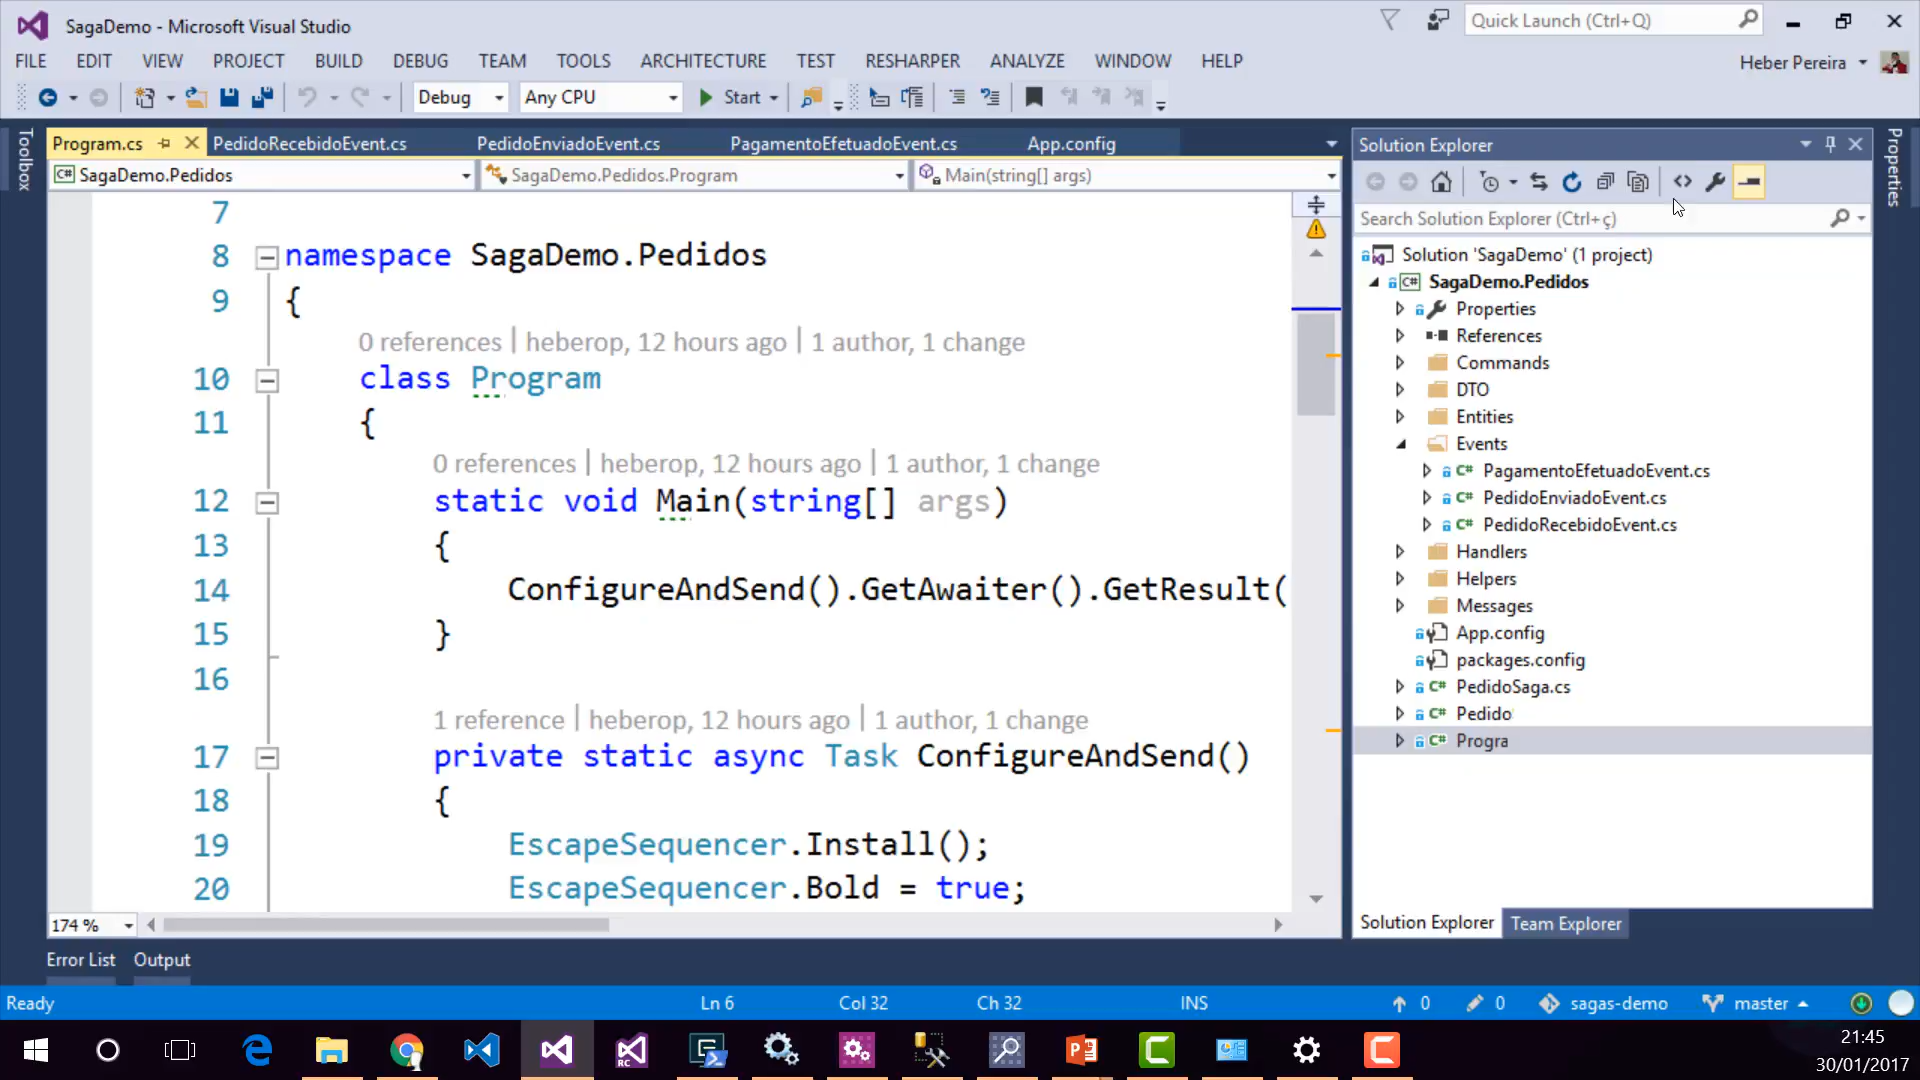 SagaDemo - Microsoft Visual Studio
Quick Launch (Ctrl+Q)
FILE EDIT VIEW PROJECT BUILD DEBUG TEAM TOOLS ARCHITECTURE TEST RESHARPER ANALYZE WINDOW HELP
Heber Pereira
Debug Any CPU Start
Toolbox
Program.cs PedidoRecebidoEvent.cs PedidoEnviadoEvent.cs PagamentoEfetuadoEvent.cs App.config
SagaDemo.Pedidos SagaDemo.Pedidos.Program Main(string[] args)
7
8 namespace SagaDemo.Pedidos
9 {
0 references | heberop, 12 hours ago | 1 author, 1 change
10 class Program
11 {
0 references | heberop, 12 hours ago | 1 author, 1 change
12 static void Main(string[] args)
13 {
14 ConfigureAndSend().GetAwaiter().GetResult(
15 }
16
1 reference | heberop, 12 hours ago | 1 author, 1 change
17 private static async Task ConfigureAndSend()
18 {
19 EscapeSequencer.Install();
20 EscapeSequencer.Bold = true;
174 %
Solution Explorer
Search Solution Explorer (Ctrl+ç)
Solution 'SagaDemo' (1 project)
C# SagaDemo.Pedidos
Properties
References
Commands
DTO
Entities
Events
C# PagamentoEfetuadoEvent.cs
C# PedidoEnviadoEvent.cs
C# PedidoRecebidoEvent.cs
Handlers
Helpers
Messages
App.config
packages.config
C# PedidoSaga.cs
C# Pedido
C# Progra
Solution Explorer Team Explorer
Properties
Error List Output
Ready Ln 6 Col 32 Ch 32 INS 0 0 sagas-demo master
RC
21:45
30/01/2017